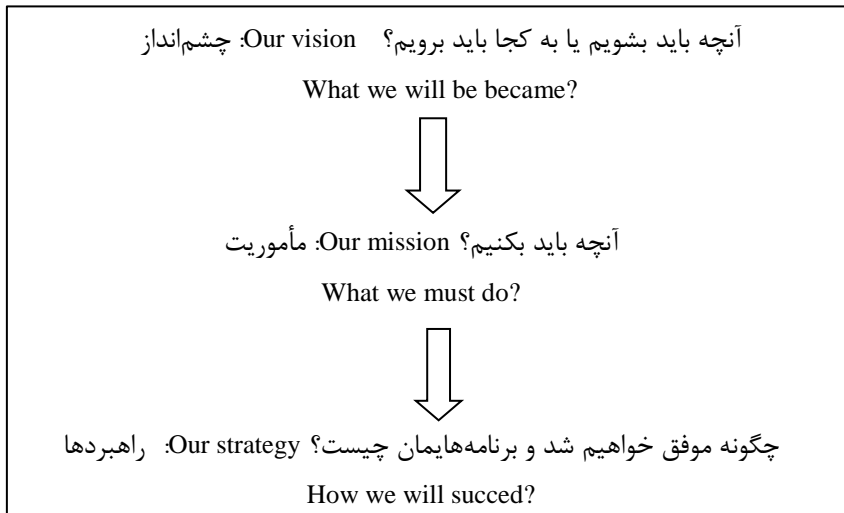 آنچه باید بشویم یا به کجا باید برویم؟ Our vision: چشم‌انداز
What we will be became?
آنچه باید بکنیم؟ Our mission: مأموریت
What we must do?
چگونه موفق خواهیم شد و برنامه‌هایمان چیست؟ Our strategy: راهبردها
How we will succed?